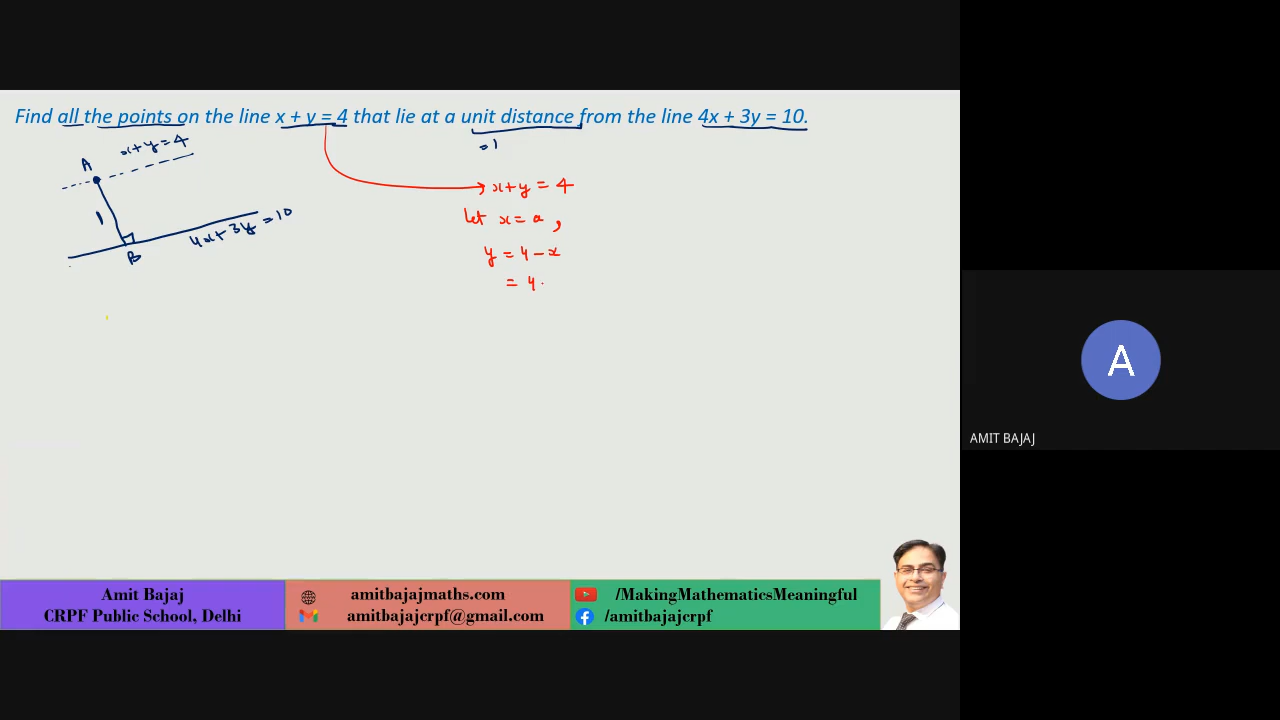 Find all the points on the line x + y = 4 that lie at a unit distance from the line 4x + 3y = 10.
= 1
x+y=4
A
1
4x+3y=10
B
x+y = 4
let x = a,
y = 4-x
= 4
A
AMIT BAJAJ
Amit Bajaj
CRPF Public School, Delhi
amitbajajmaths.com
amitbajajcrpf@gmail.com
/MakingMathematicsMeaningful
/amitbajajcrpf